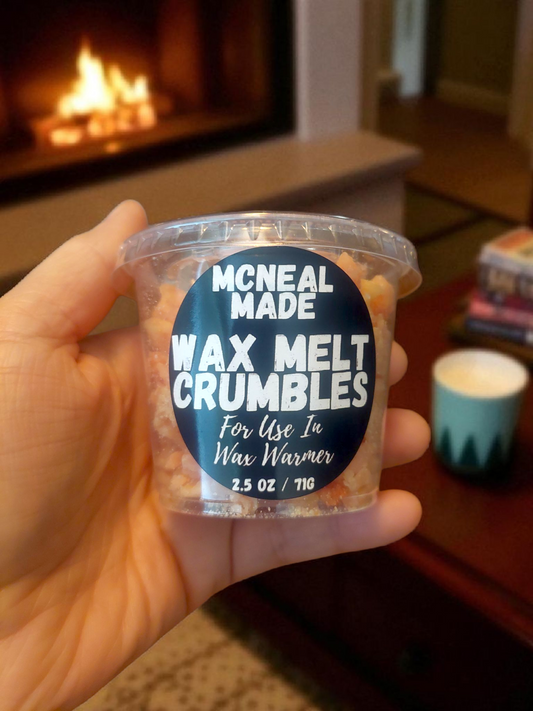 MCNEAL
MADE
WAX MELT
CRUMBLES
For Use In
Wax Warmer
2.5 OZ / 71G